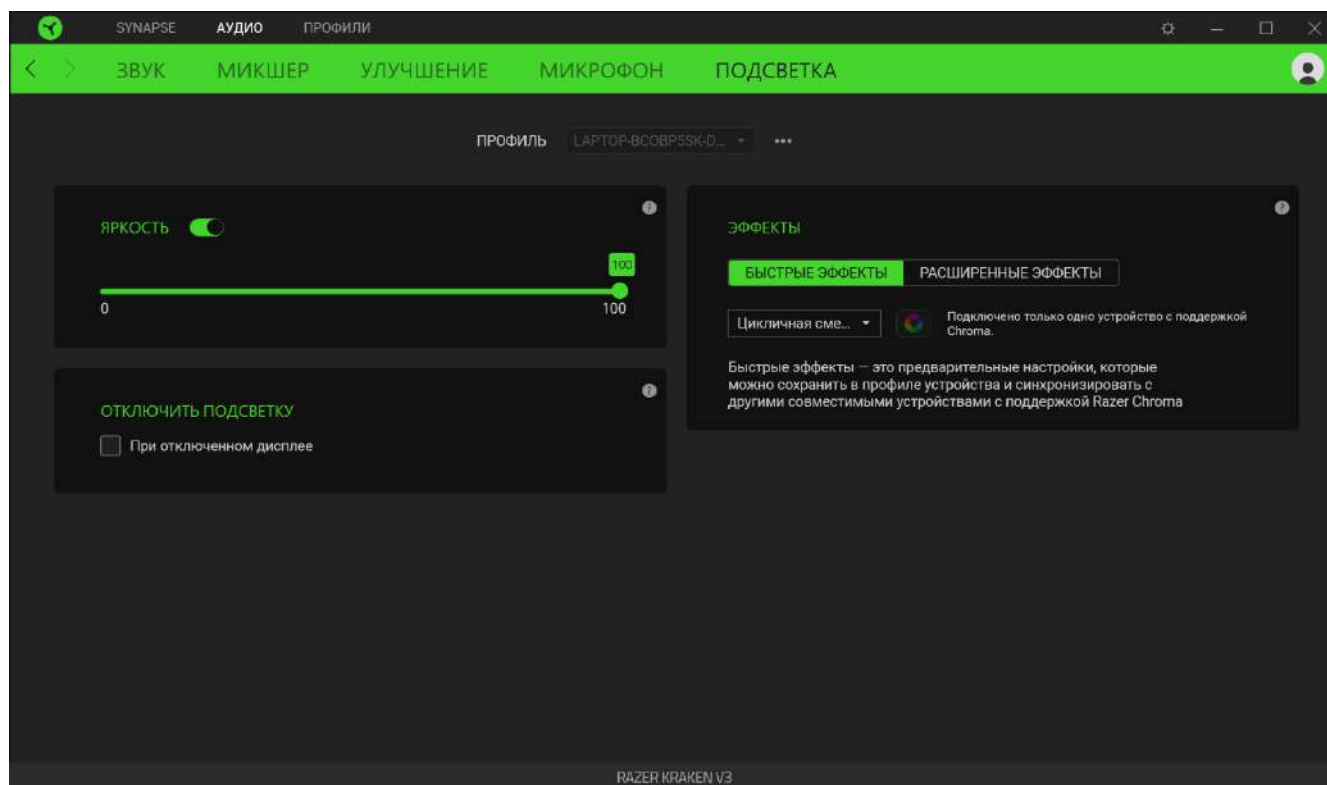 SYNAPSE АУДИО ПРОФИЛИ
ЗВУК МИКШЕР УЛУЧШЕНИЕ МИКРОФОН ПОДСВЕТКА
ПРОФИЛЬ LAPTOP-BCOBP5SK-D... •••
ЯРКОСТЬ
100
0 100
ОТКЛЮЧИТЬ ПОДСВЕТКУ
При отключенном дисплее
ЭФФЕКТЫ
БЫСТРЫЕ ЭФФЕКТЫ РАСШИРЕННЫЕ ЭФФЕКТЫ
Цикличная сме...
Подключено только одно устройство с поддержкой
Chroma.
Быстрые эффекты — это предварительные настройки, которые
можно сохранить в профиле устройства и синхронизировать с
другими совместимыми устройствами с поддержкой Razer Chroma
RAZER KRAKEN V3